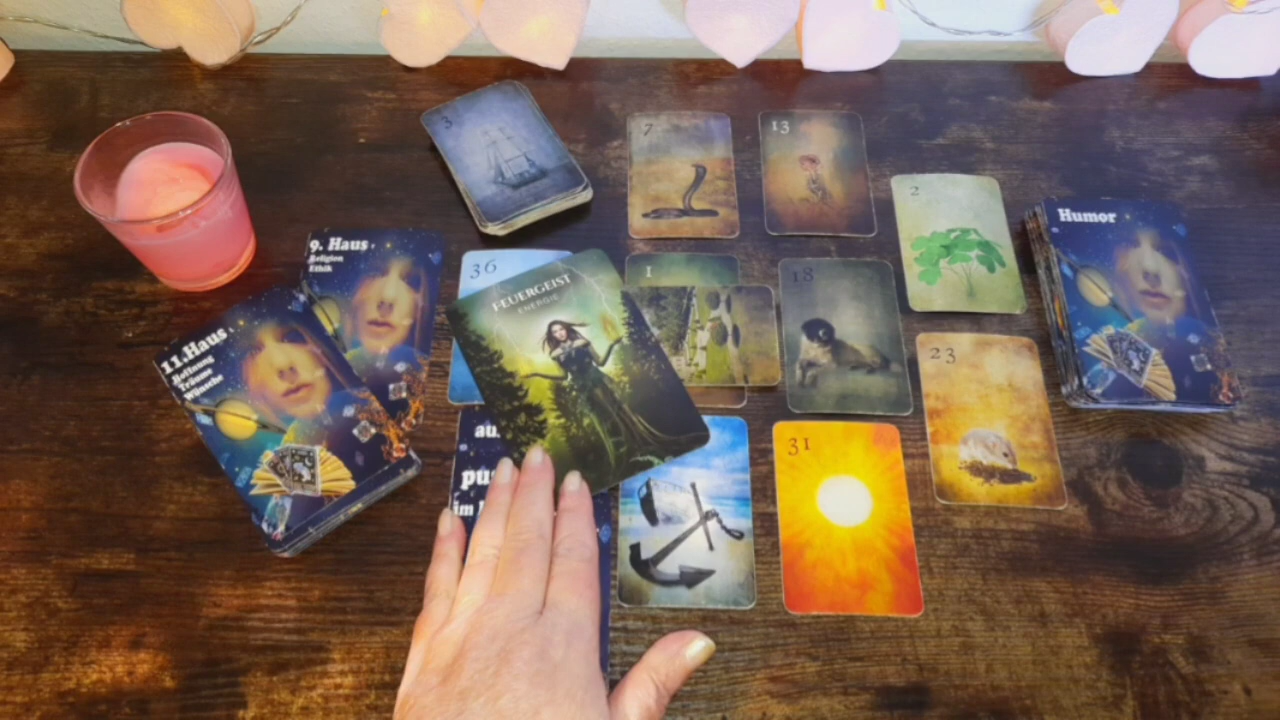 3
7
13
2
Humor
9. Haus
Religion
Ethik
36
FEUERGEIST
ENERGIE
1
18
11.Haus
Hoffnung
Träume
Wünsche
23
31